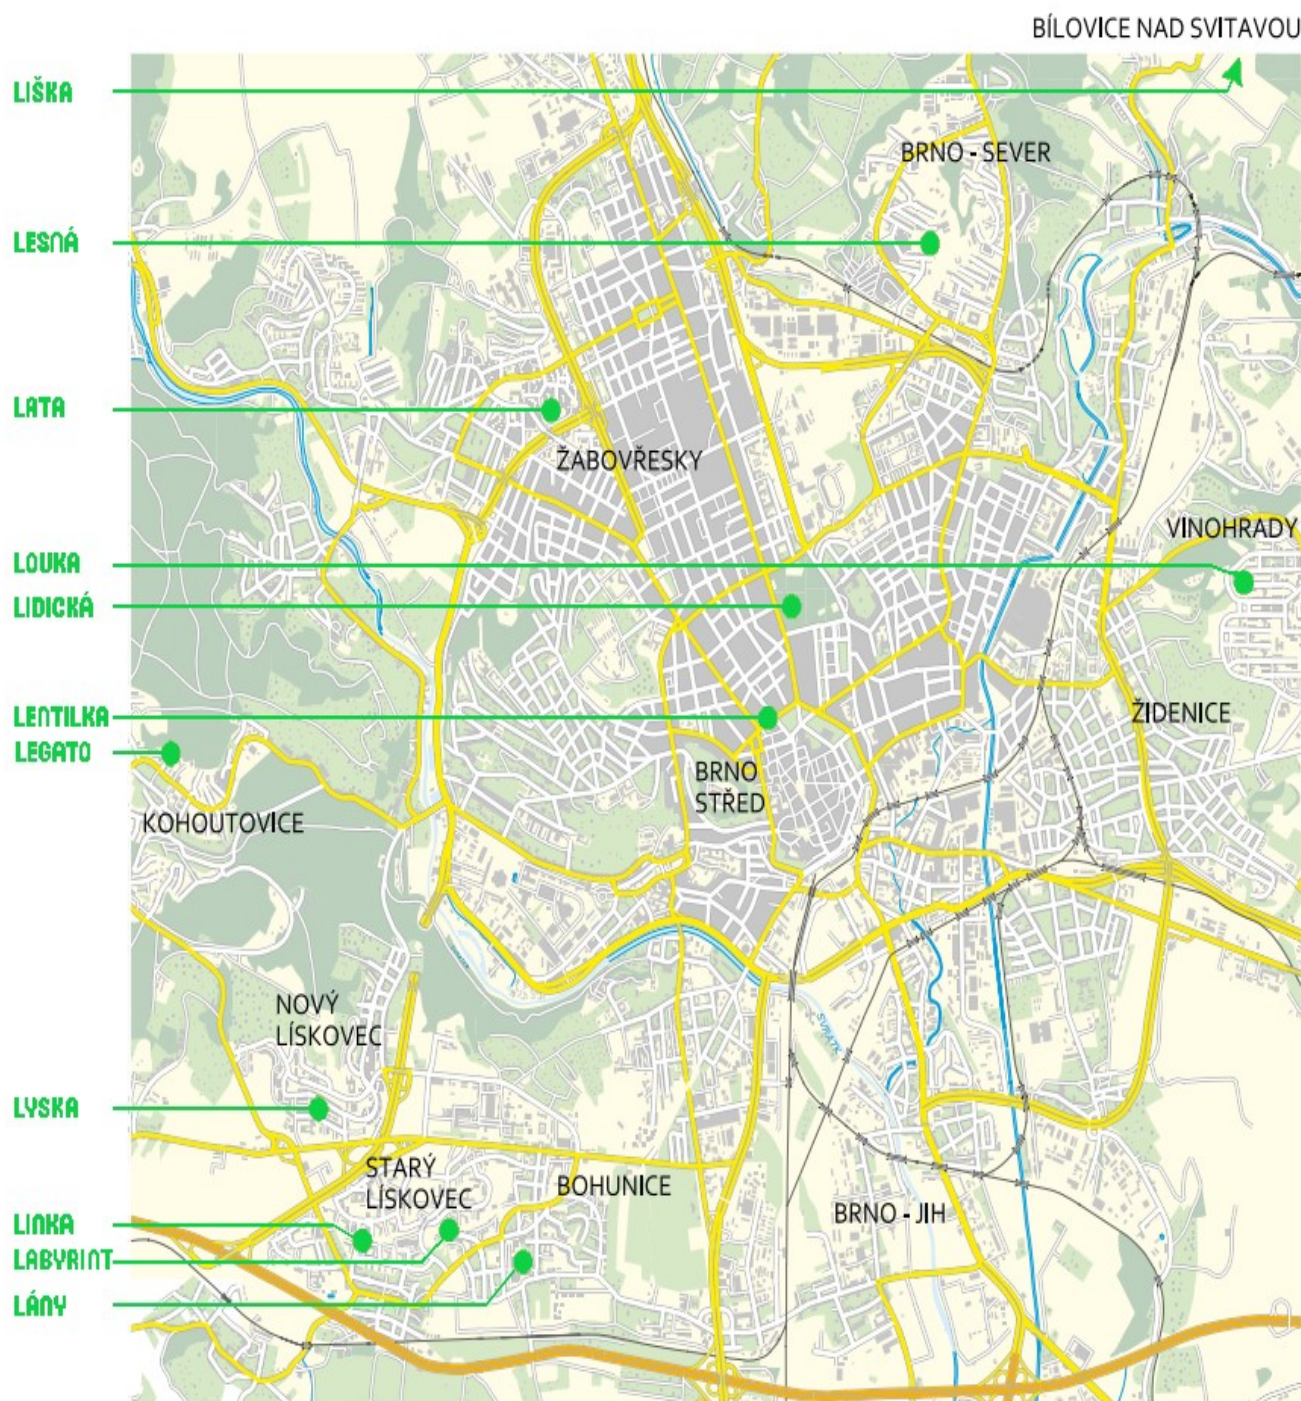 BÍLOVICE NAD SVITAVOU
LIŠKA
BRNO - SEVER
LESNÁ
LATA
ŽABOVŘESKY
VINOHRADY
LOUKA
LIDICKÁ
LENTILKA
ŽIDENICE
LEGATO
BRNO
STŘED
KOHOUTOVICE
NOVÝ
LÍSKOVEC
SVRATK
LYSKA
STARÝ
LÍSKOVEC
BOHUNICE
BRNO - JIH
LINKA
LABYRINT
LÁNY